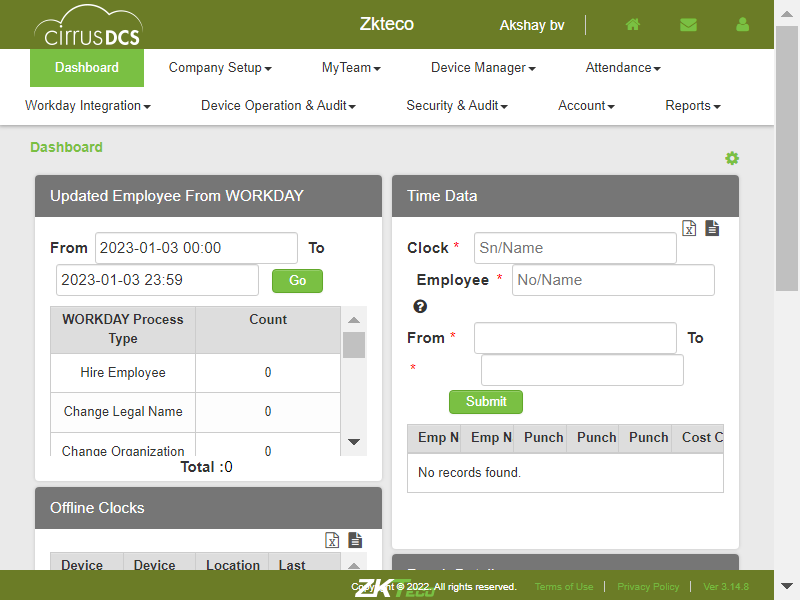 cirrusDCS
Zkteco
Akshay bv
Dashboard
Company Setup
MyTeam
Device Manager
Attendance
Workday Integration
Device Operation & Audit
Security & Audit
Account
Reports
Dashboard
Updated Employee From WORKDAY
From 2023-01-03 00:00 To
2023-01-03 23:59 Go
WORKDAY Process Type Count
Hire Employee 0
Change Legal Name 0
Change Organization 0
Total :0
Time Data
Clock * Sn/Name
Employee * No/Name
From * To
*
Submit
Emp N Emp N Punch Punch Punch Cost C
No records found.
Offline Clocks
Device Device Location Last
ZKTeco
Copyright © 2022. All rights reserved. Terms of Use Privacy Policy Ver 3.14.8